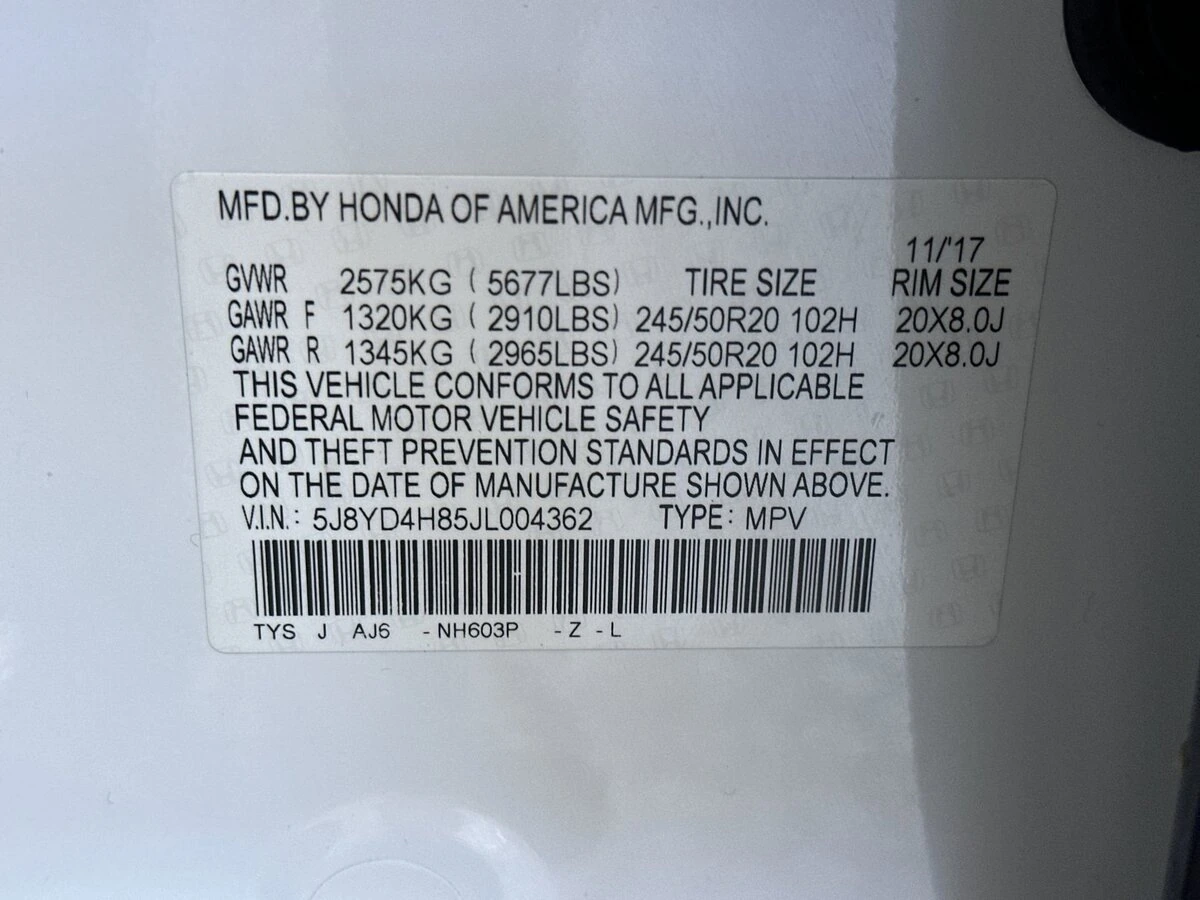 MFD.BY HONDA OF AMERICA MFG.,INC.
11/'17
GVWR 2575KG ( 5677LBS) TIRE SIZE RIM SIZE
GAWR F 1320KG ( 2910LBS) 245/50R20 102H 20X8.0J
GAWR R 1345KG ( 2965LBS) 245/50R20 102H 20X8.0J
THIS VEHICLE CONFORMS TO ALL APPLICABLE
FEDERAL MOTOR VEHICLE SAFETY
AND THEFT PREVENTION STANDARDS IN EFFECT
ON THE DATE OF MANUFACTURE SHOWN ABOVE.
V.I.N.: 5J8YD4H85JL004362 TYPE: MPV
TYS J AJ6 -NH603P -Z -L